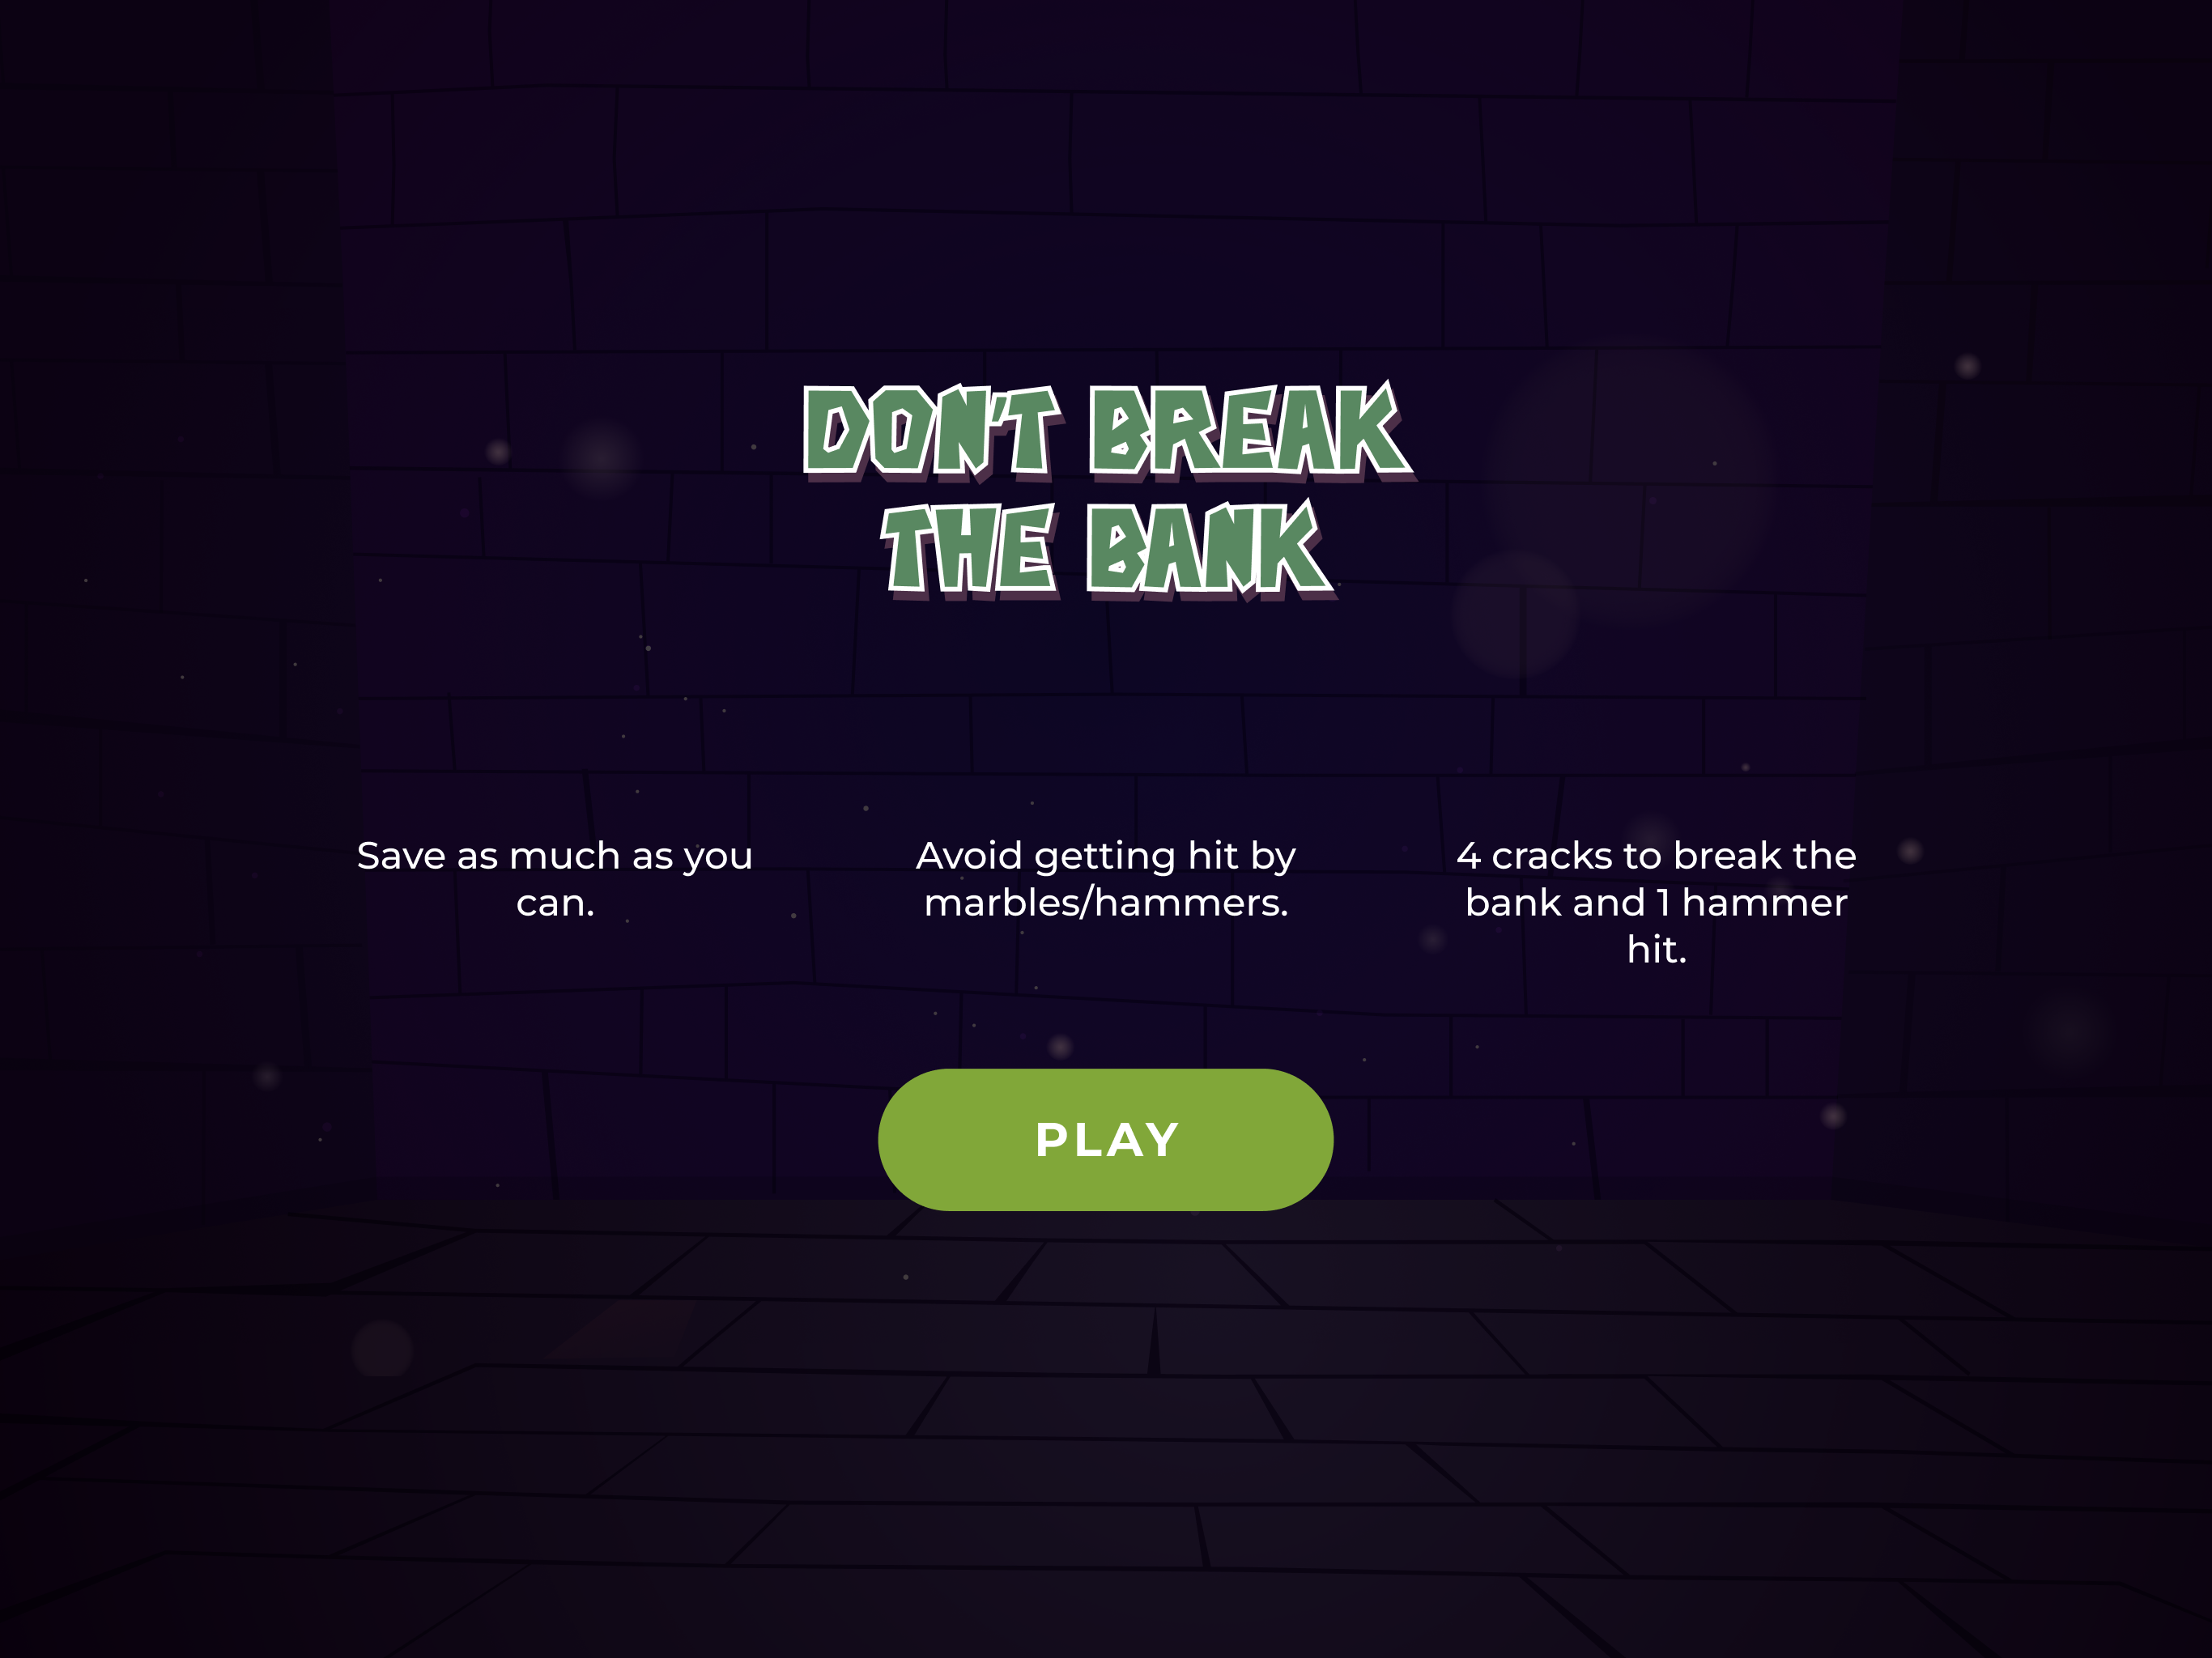 DON'T BREAK
THE BANK
Save as much as you
can.
Avoid getting hit by
marbles/hammers.
4 cracks to break the
bank and 1 hammer
hit.
PLAY